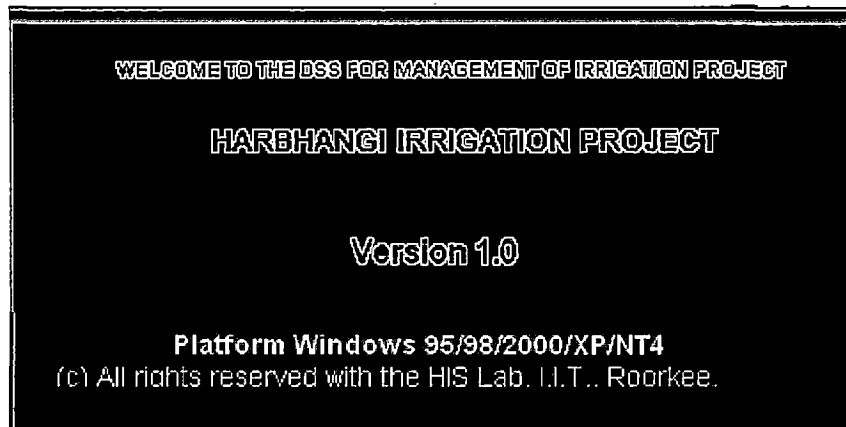 WELCOME TO THE DSS FOR MANAGEMENT OF IRRIGATION PROJECT
HARBHANGI IRRIGATION PROJECT
Version 1.0
Platform Windows 95/98/2000/XP/NT4
(c) All rights reserved with the HIS Lab. I.I.T., Roorkee.